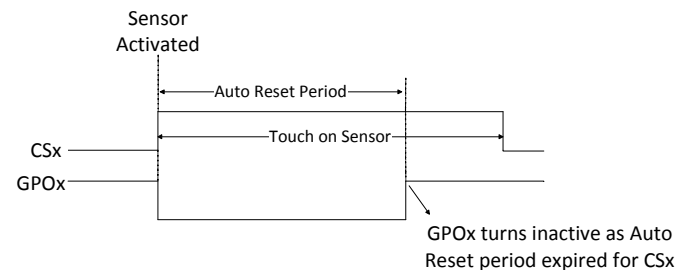 Sensor
Activated
Auto Reset Period
Touch on Sensor
CSx
GPOx
GPOx turns inactive as Auto
Reset period expired for CSx